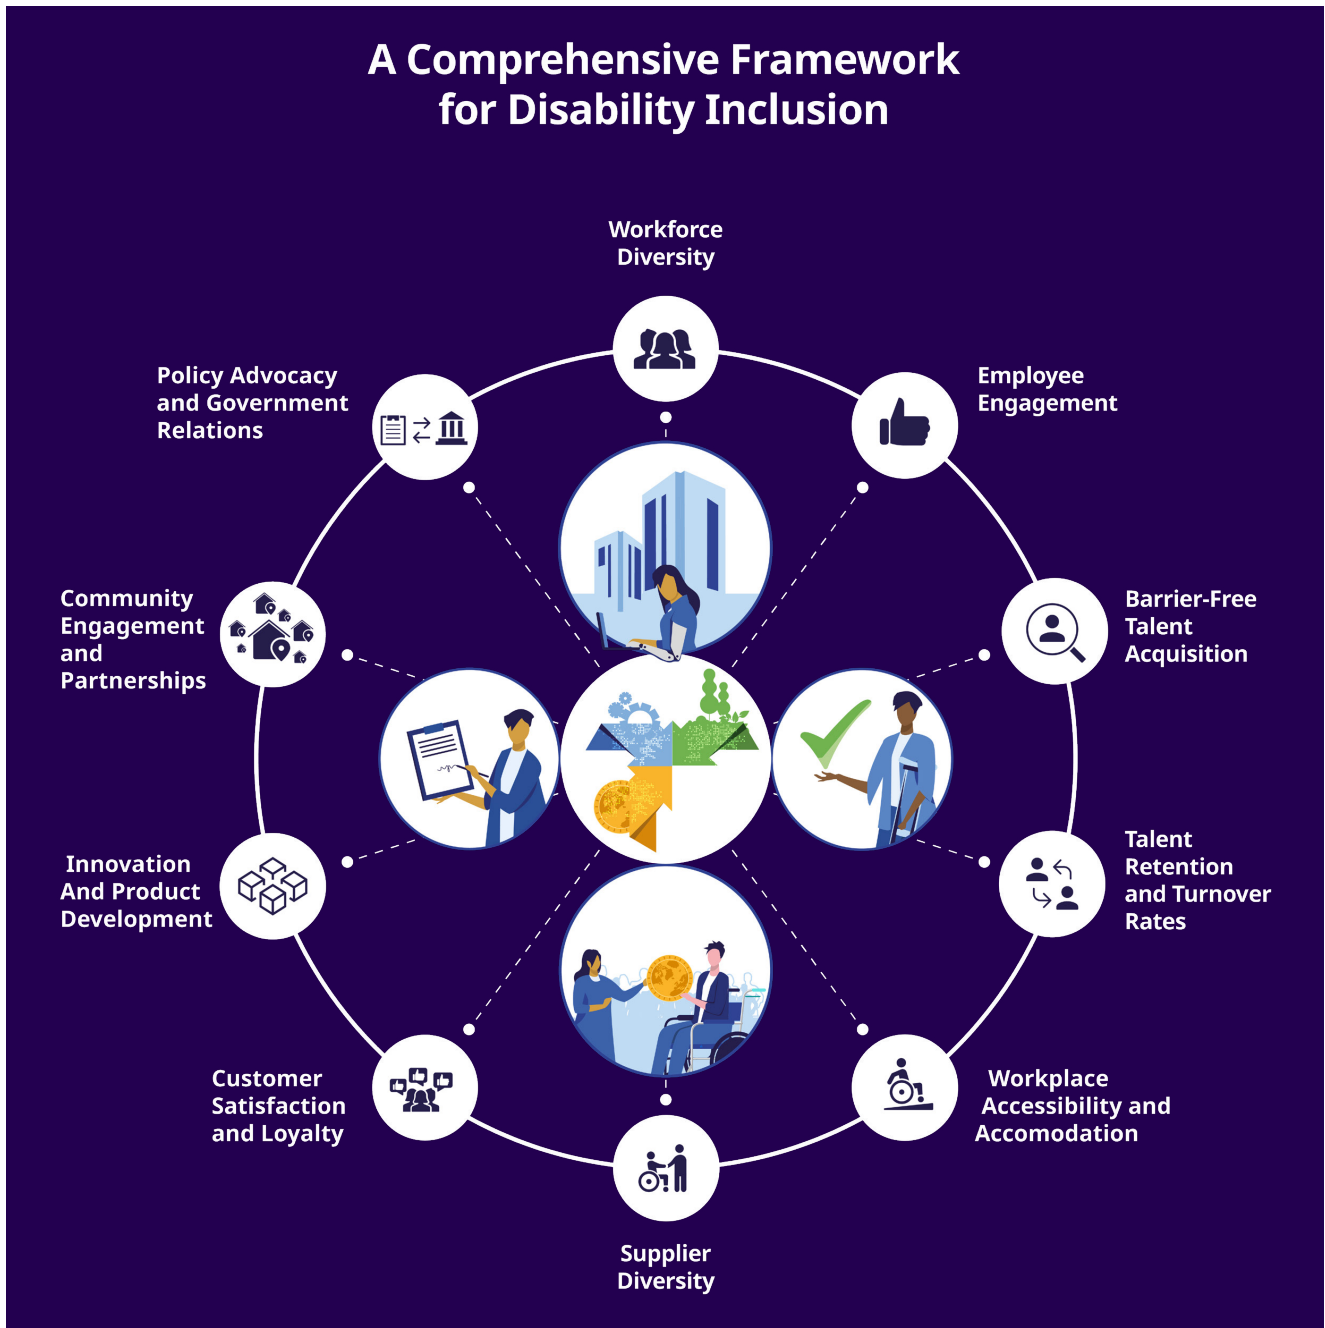 A Comprehensive Framework
for Disability Inclusion
Workforce
Diversity
Employee
Engagement
Barrier-Free
Talent
Acquisition
Talent
Retention
and Turnover
Rates
Workplace
Accessibility and
Accomodation
Supplier
Diversity
Customer
Satisfaction
and Loyalty
Innovation
And Product
Development
Community
Engagement
and
Partnerships
Policy Advocacy
and Government
Relations